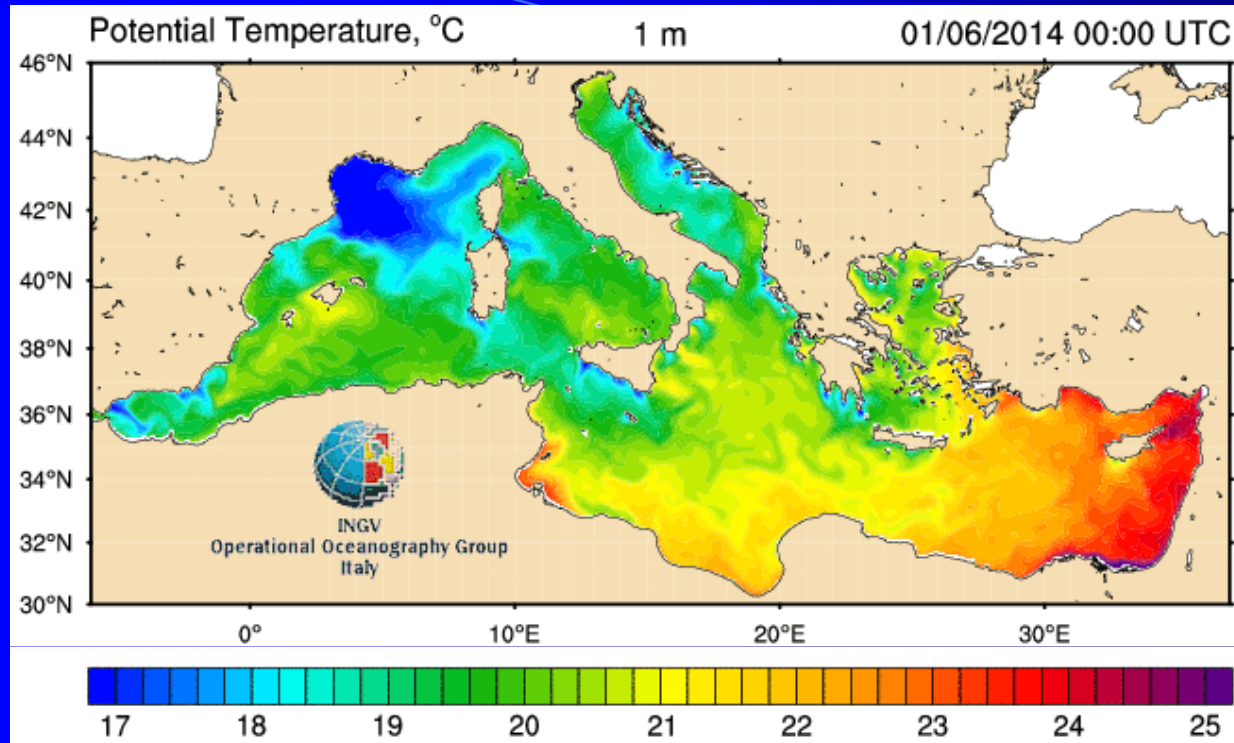 Potential Temperature, °C 1 m 01/06/2014 00:00 UTC
46°N
44°N
42°N
40°N
38°N
36°N
34°N
32°N
30°N
INGV
Operational Oceanography Group
Italy
0° 10°E 20°E 30°E
17 18 19 20 21 22 23 24 25